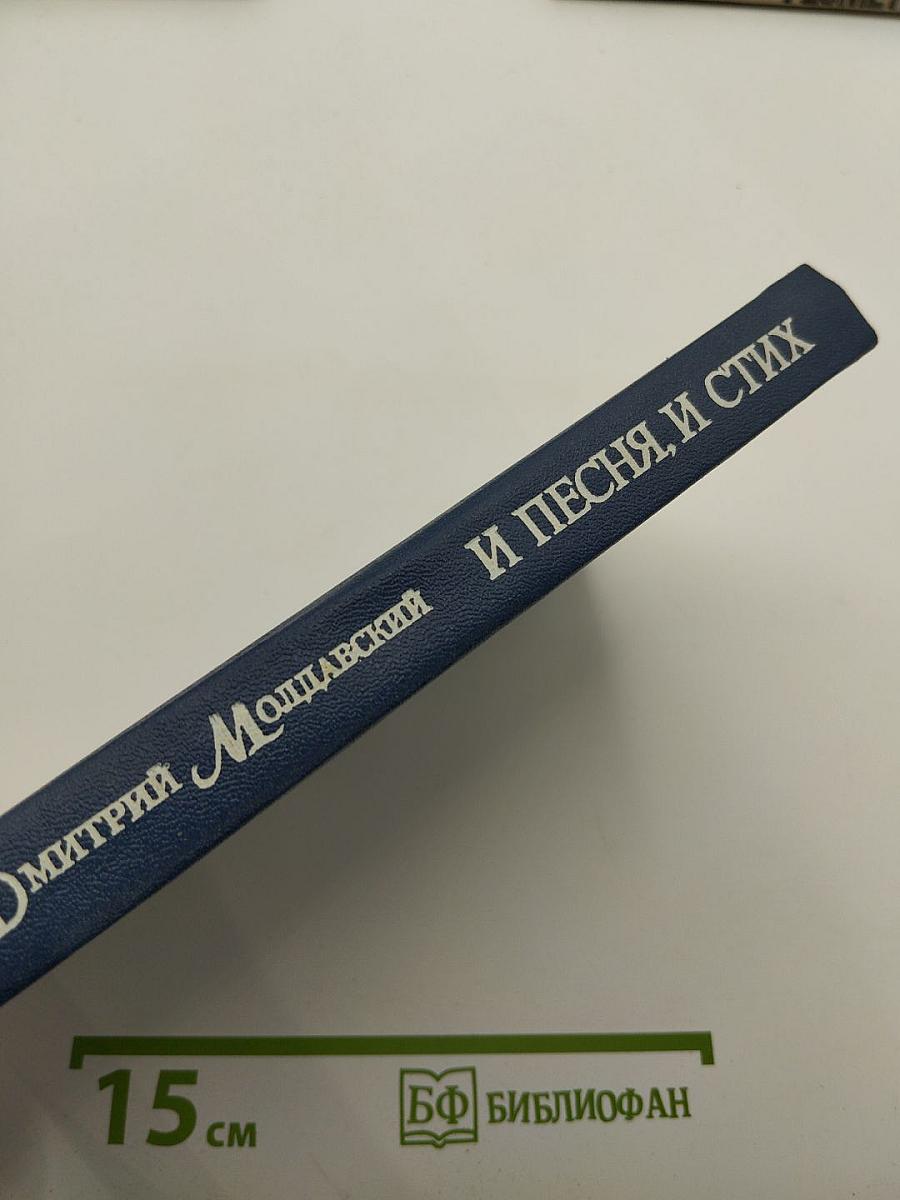 Дмитрий Молдавский И ПЕСНЯ, И СТИХ
15 см
БФ БИБЛИОФАН